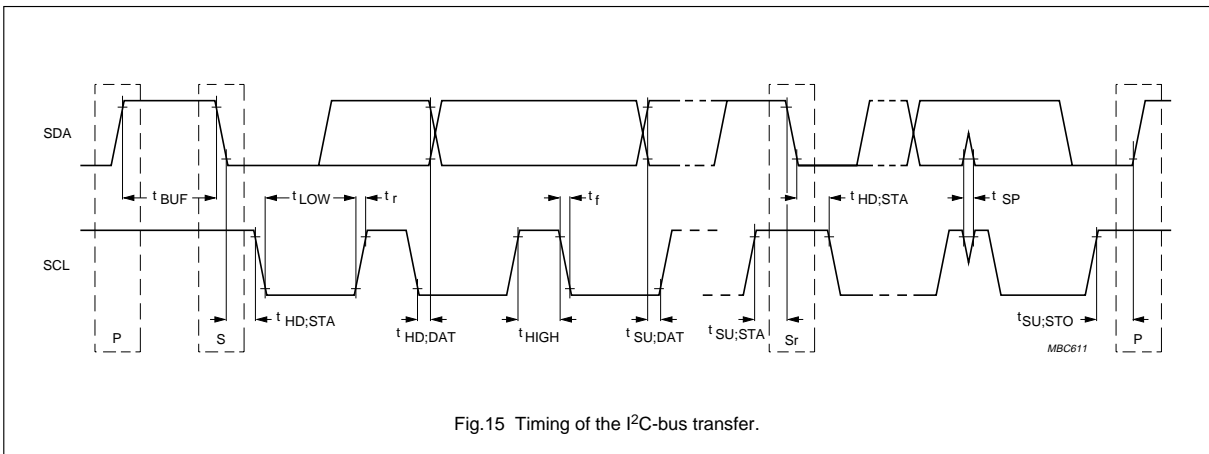 SDA
t BUF
t LOW
t r
t f
t HD;STA
t SP
SCL
t HD;STA
t HD;DAT
t HIGH
t SU;DAT
t SU;STA
t SU;STO
P
S
Sr
MBC611
P
Fig.15 Timing of the I²C-bus transfer.